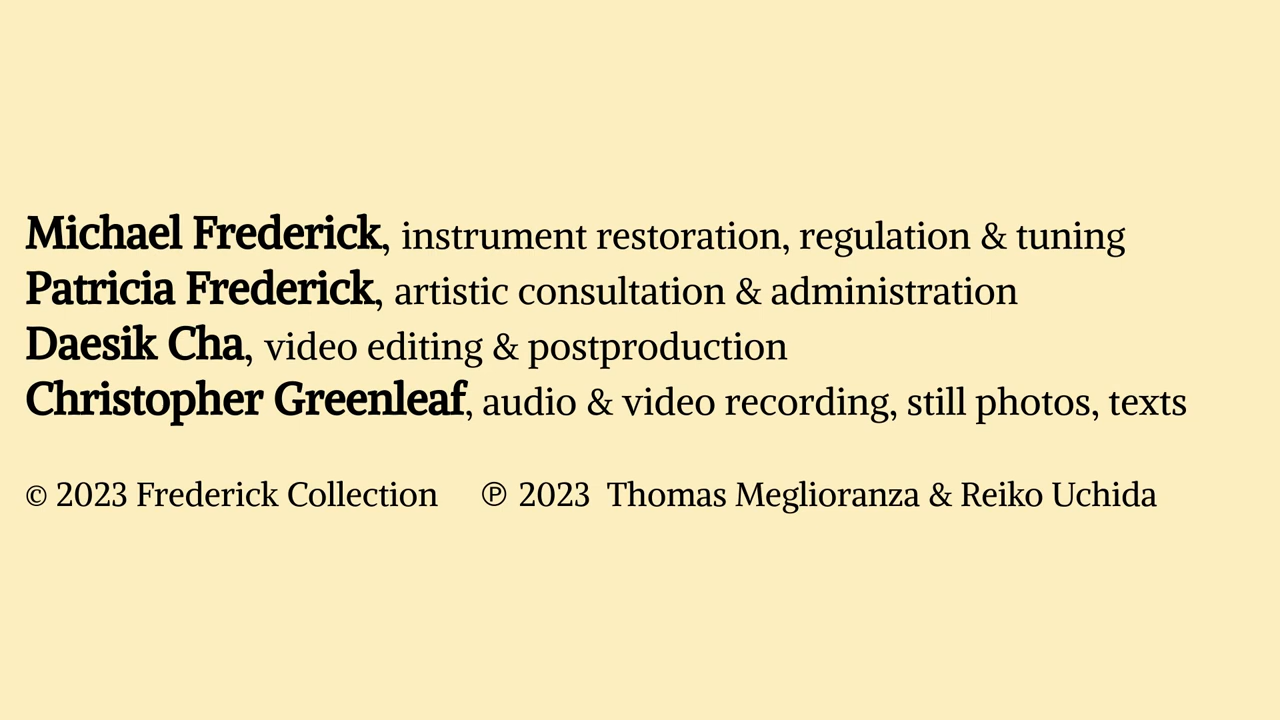 Michael Frederick, instrument restoration, regulation & tuning
Patricia Frederick, artistic consultation & administration
Daesik Cha, video editing & postproduction
Christopher Greenleaf, audio & video recording, still photos, texts
© 2023 Frederick Collection ℗ 2023 Thomas Meglioranza & Reiko Uchida